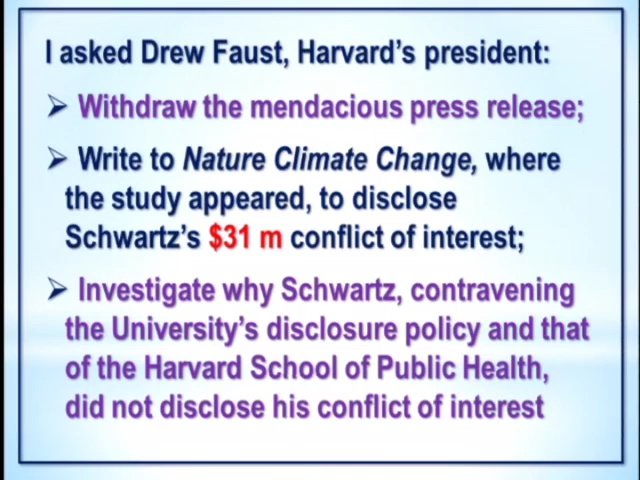 I asked Drew Faust, Harvard's president:
➢ Withdraw the mendacious press release;
➢ Write to Nature Climate Change, where
the study appeared, to disclose
Schwartz's $31 m conflict of interest;
➢ Investigate why Schwartz, contravening
the University's disclosure policy and that
of the Harvard School of Public Health,
did not disclose his conflict of interest